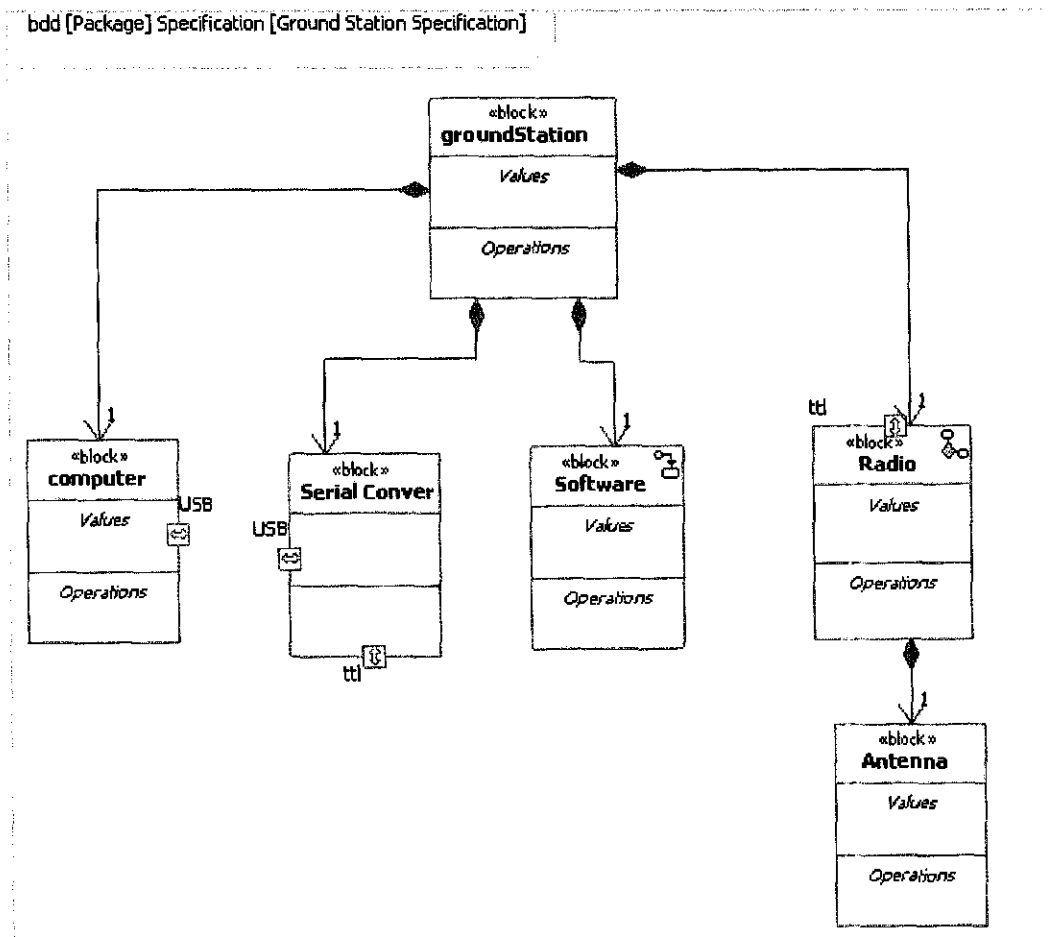 bdd [Package] Specification [Ground Station Specification]
«block»
groundStation
Values
Operations
1
1
1
ttl
1
«block»
computer
Values
USB
Operations
«block»
Serial Conver
USB
ttl
«block»
Software
Values
Operations
«block»
Radio
Values
Operations
1
«block»
Antenna
Values
Operations